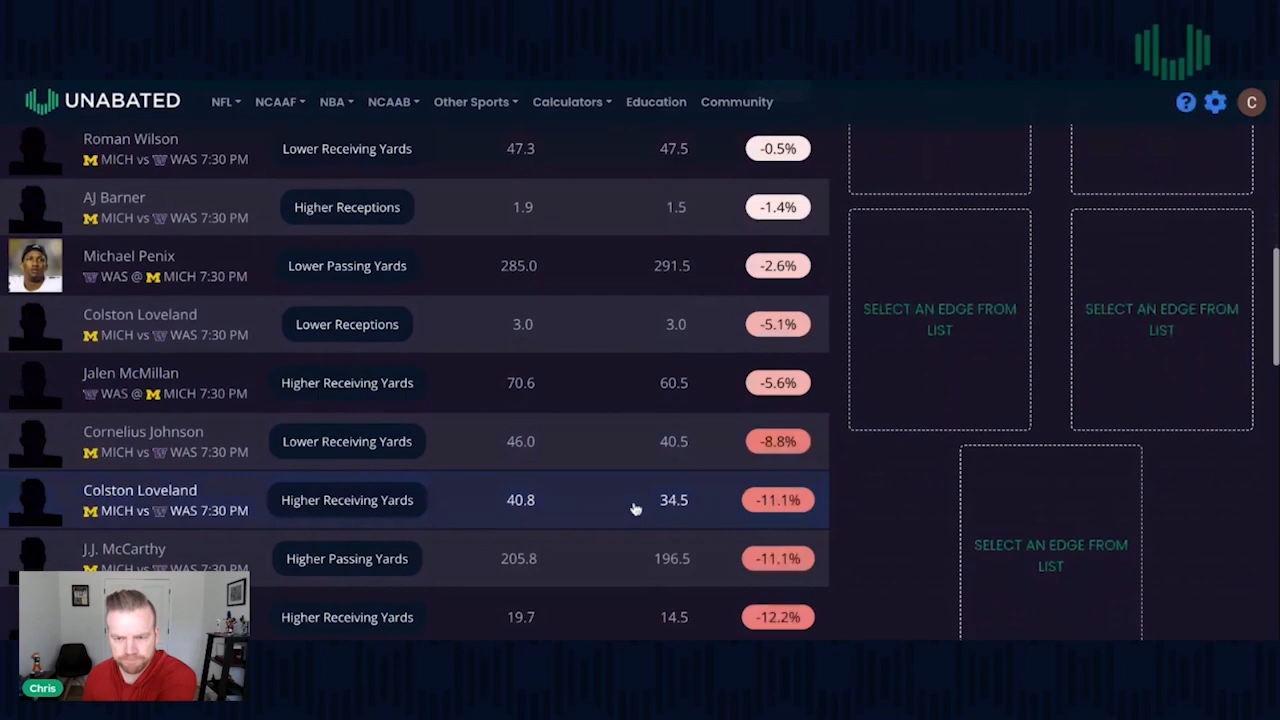 UNABATED
NFL
NCAAF
NBA
NCAAB
Other Sports
Calculators
Education
Community
?
C
Roman Wilson
M MICH vs W WAS 7:30 PM
Lower Receiving Yards
47.3
47.5
-0.5%
AJ Barner
M MICH vs W WAS 7:30 PM
Higher Receptions
1.9
1.5
-1.4%
Michael Penix
W WAS @ M MICH 7:30 PM
Lower Passing Yards
285.0
291.5
-2.6%
Colston Loveland
M MICH vs W WAS 7:30 PM
Lower Receptions
3.0
3.0
-5.1%
Jalen McMillan
W WAS @ M MICH 7:30 PM
Higher Receiving Yards
70.6
60.5
-5.6%
Cornelius Johnson
M MICH vs W WAS 7:30 PM
Lower Receiving Yards
46.0
40.5
-8.8%
Colston Loveland
M MICH vs W WAS 7:30 PM
Higher Receiving Yards
40.8
34.5
-11.1%
J.J. McCarthy
M MICH vs W WAS 7:30 PM
Higher Passing Yards
205.8
196.5
-11.1%
Higher Receiving Yards
19.7
14.5
-12.2%
SELECT AN EDGE FROM
LIST
SELECT AN EDGE FROM
LIST
SELECT AN EDGE FROM
LIST
Chris